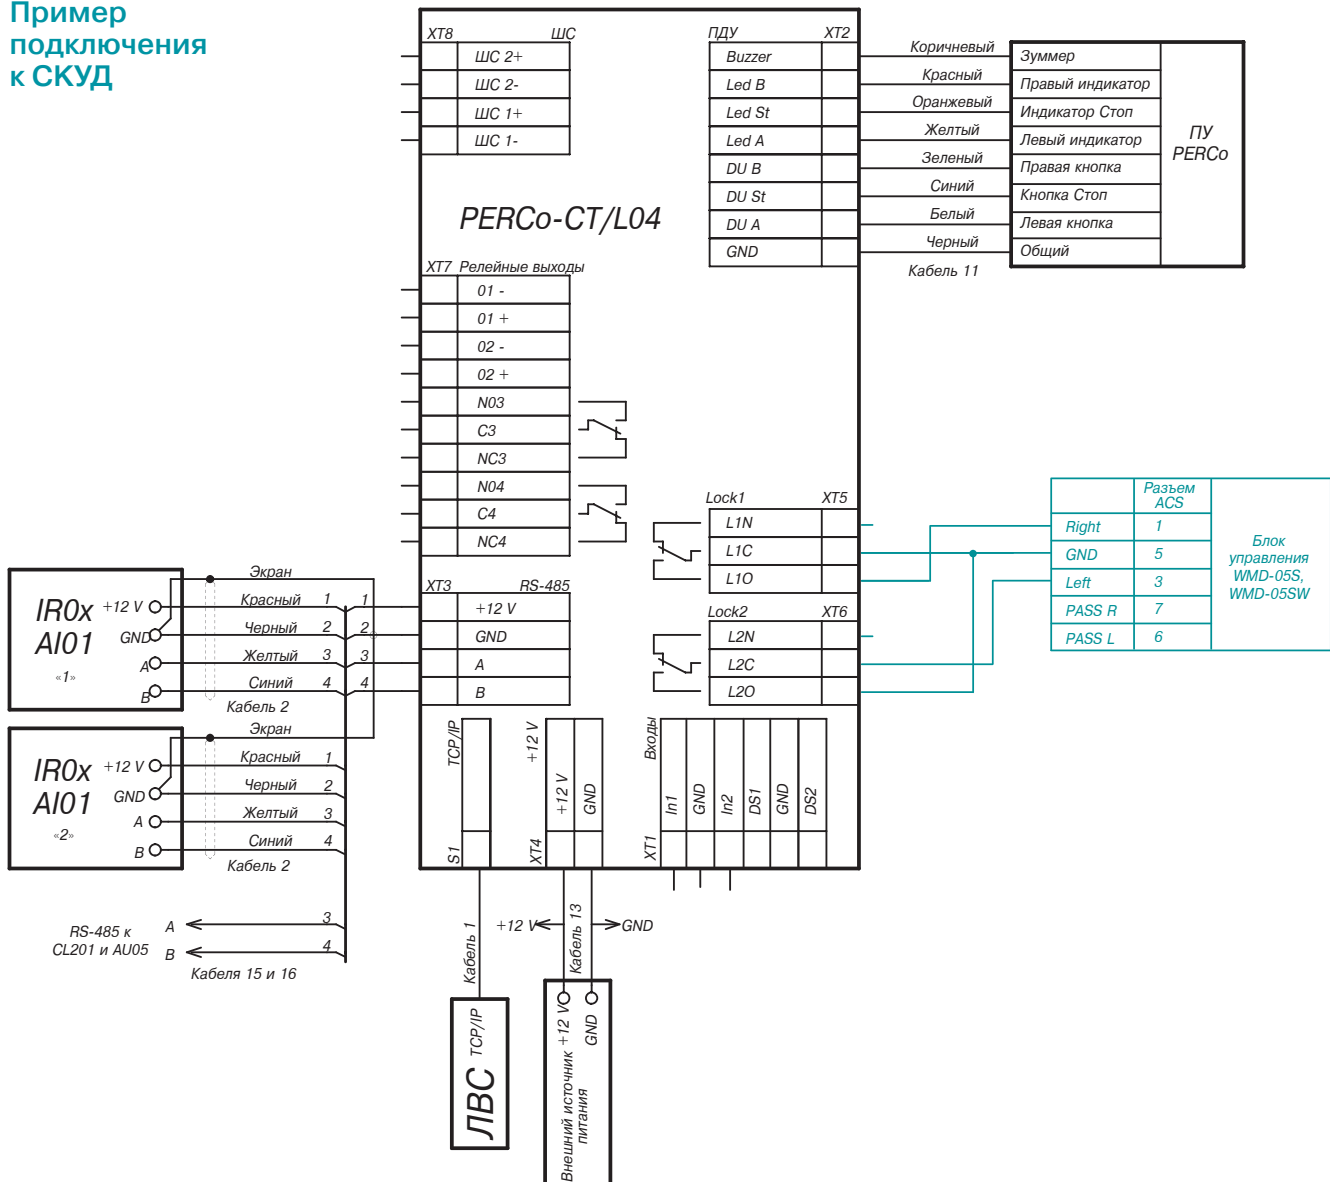 Пример
подключения
к СКУД
XT8 ШС
ШС 2+
ШС 2-
ШС 1+
ШС 1-
PERCo-CT/L04
ПДУ XT2
Buzzer
Led B
Led St
Led A
DU B
DU St
DU A
GND
Коричневый
Красный
Оранжевый
Желтый
Зеленый
Синий
Белый
Черный
Кабель 11
Зуммер
Правый индикатор
Индикатор Стоп
Левый индикатор
Правая кнопка
Кнопка Стоп
Левая кнопка
Общий
ПУ
PERCo
XT7 Релейные выходы
01 -
01 +
02 -
02 +
N03
C3
NC3
N04
C4
NC4
Lock1 XT5
L1N
L1C
L1O
Lock2 XT6
L2N
L2C
L2O
Разъем
ACS
Right 1
GND 5
Left 3
PASS R 7
PASS L 6
Блок
управления
WMD-05S,
WMD-05SW
XT3 RS-485
+12 V
GND
A
B
IR0x
AI01
«1»
+12 V
GND
A
B
Экран
Красный 1 1
Черный 2 2
Желтый 3 3
Синий 4 4
Кабель 2
IR0x
AI01
«2»
+12 V
GND
A
B
Экран
Красный 1
Черный 2
Желтый 3
Синий 4
Кабель 2
RS-485 к
CL201 и AU05
A 3
B 4
Кабеля 15 и 16
S1 TCP/IP
XT4 +12 V
+12 V
GND
XT1 Входы
In1
GND
In2
DS1
GND
DS2
Кабель 1
ЛВС TCP/IP
+12 V
Кабель 13
GND
+12 V
GND
Внешний источник
питания